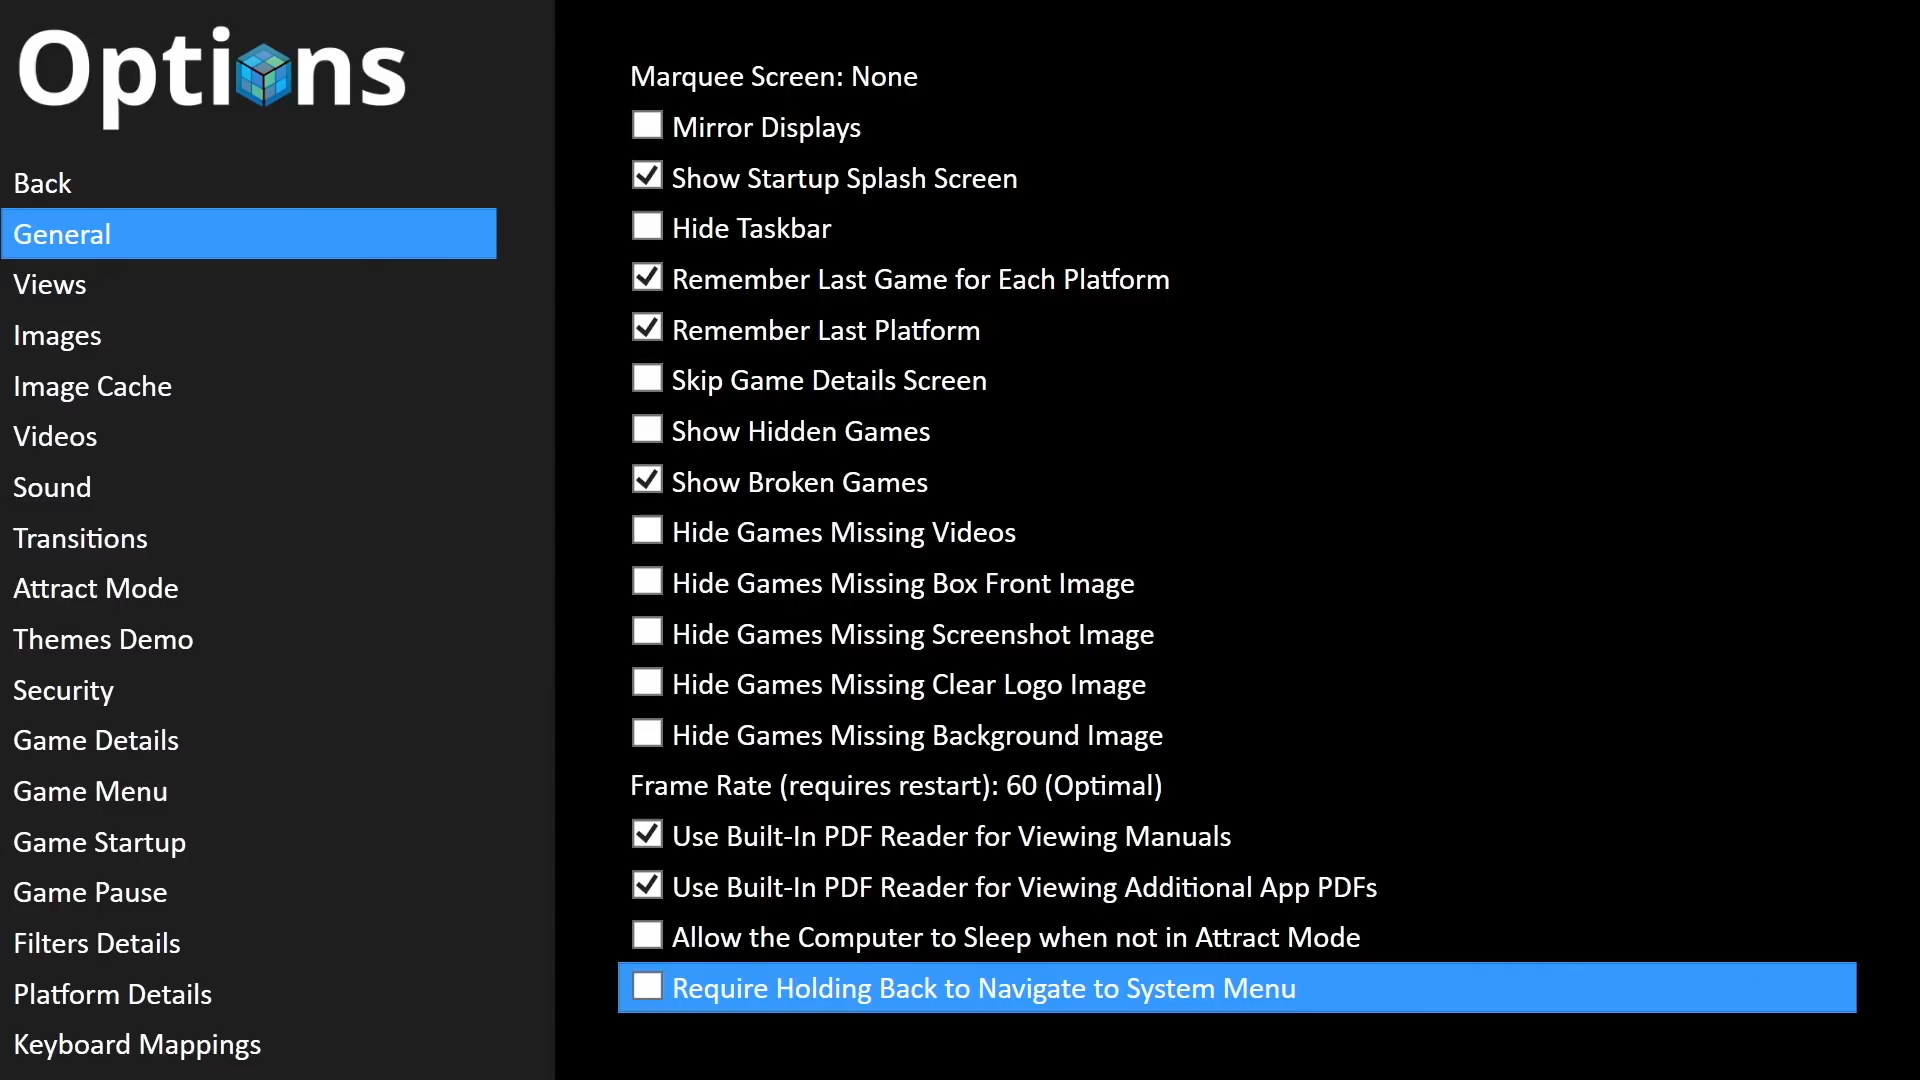 Options
Back
General
Views
Images
Image Cache
Videos
Sound
Transitions
Attract Mode
Themes Demo
Security
Game Details
Game Menu
Game Startup
Game Pause
Filters Details
Platform Details
Keyboard Mappings
Marquee Screen: None
Mirror Displays
Show Startup Splash Screen
Hide Taskbar
Remember Last Game for Each Platform
Remember Last Platform
Skip Game Details Screen
Show Hidden Games
Show Broken Games
Hide Games Missing Videos
Hide Games Missing Box Front Image
Hide Games Missing Screenshot Image
Hide Games Missing Clear Logo Image
Hide Games Missing Background Image
Frame Rate (requires restart): 60 (Optimal)
Use Built-In PDF Reader for Viewing Manuals
Use Built-In PDF Reader for Viewing Additional App PDFs
Allow the Computer to Sleep when not in Attract Mode
Require Holding Back to Navigate to System Menu